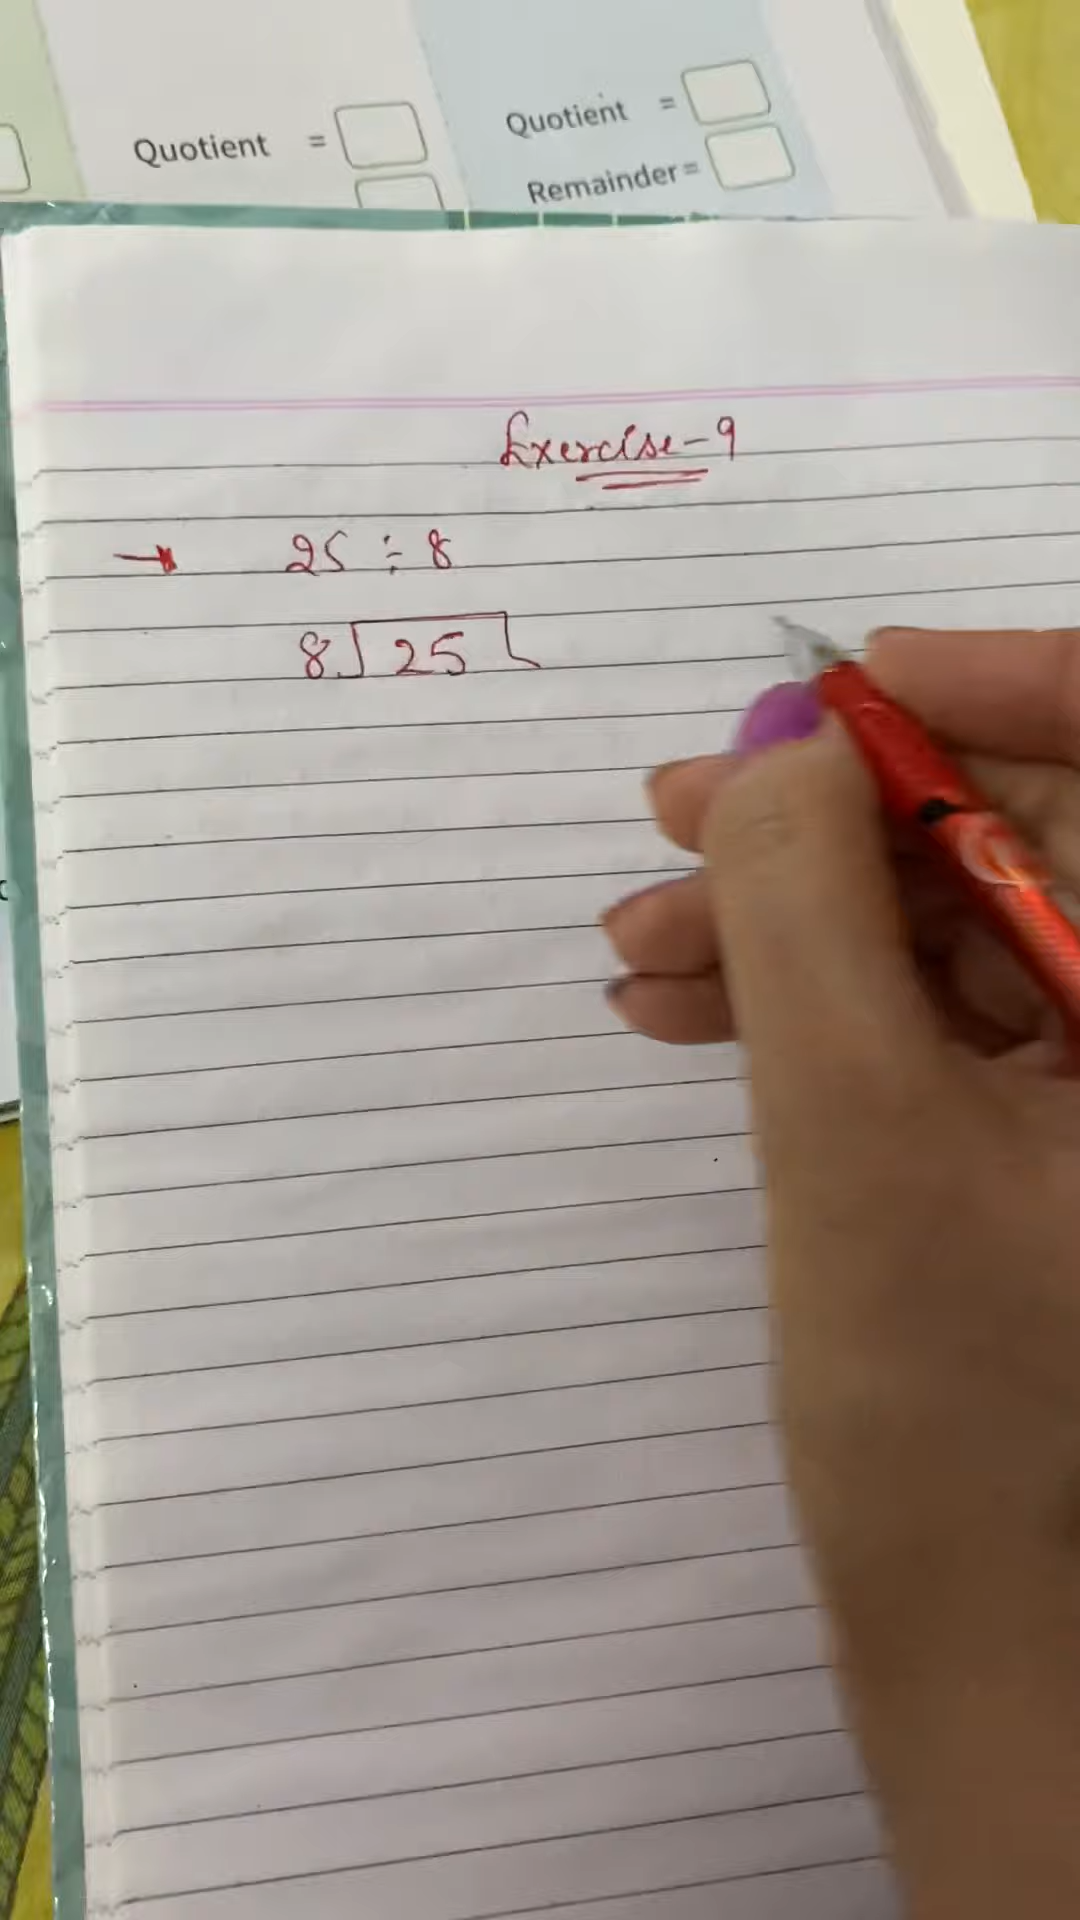 Quotient =
Quotient =
Remainder=
Exercise-9
→ 25 ÷ 8
8 25